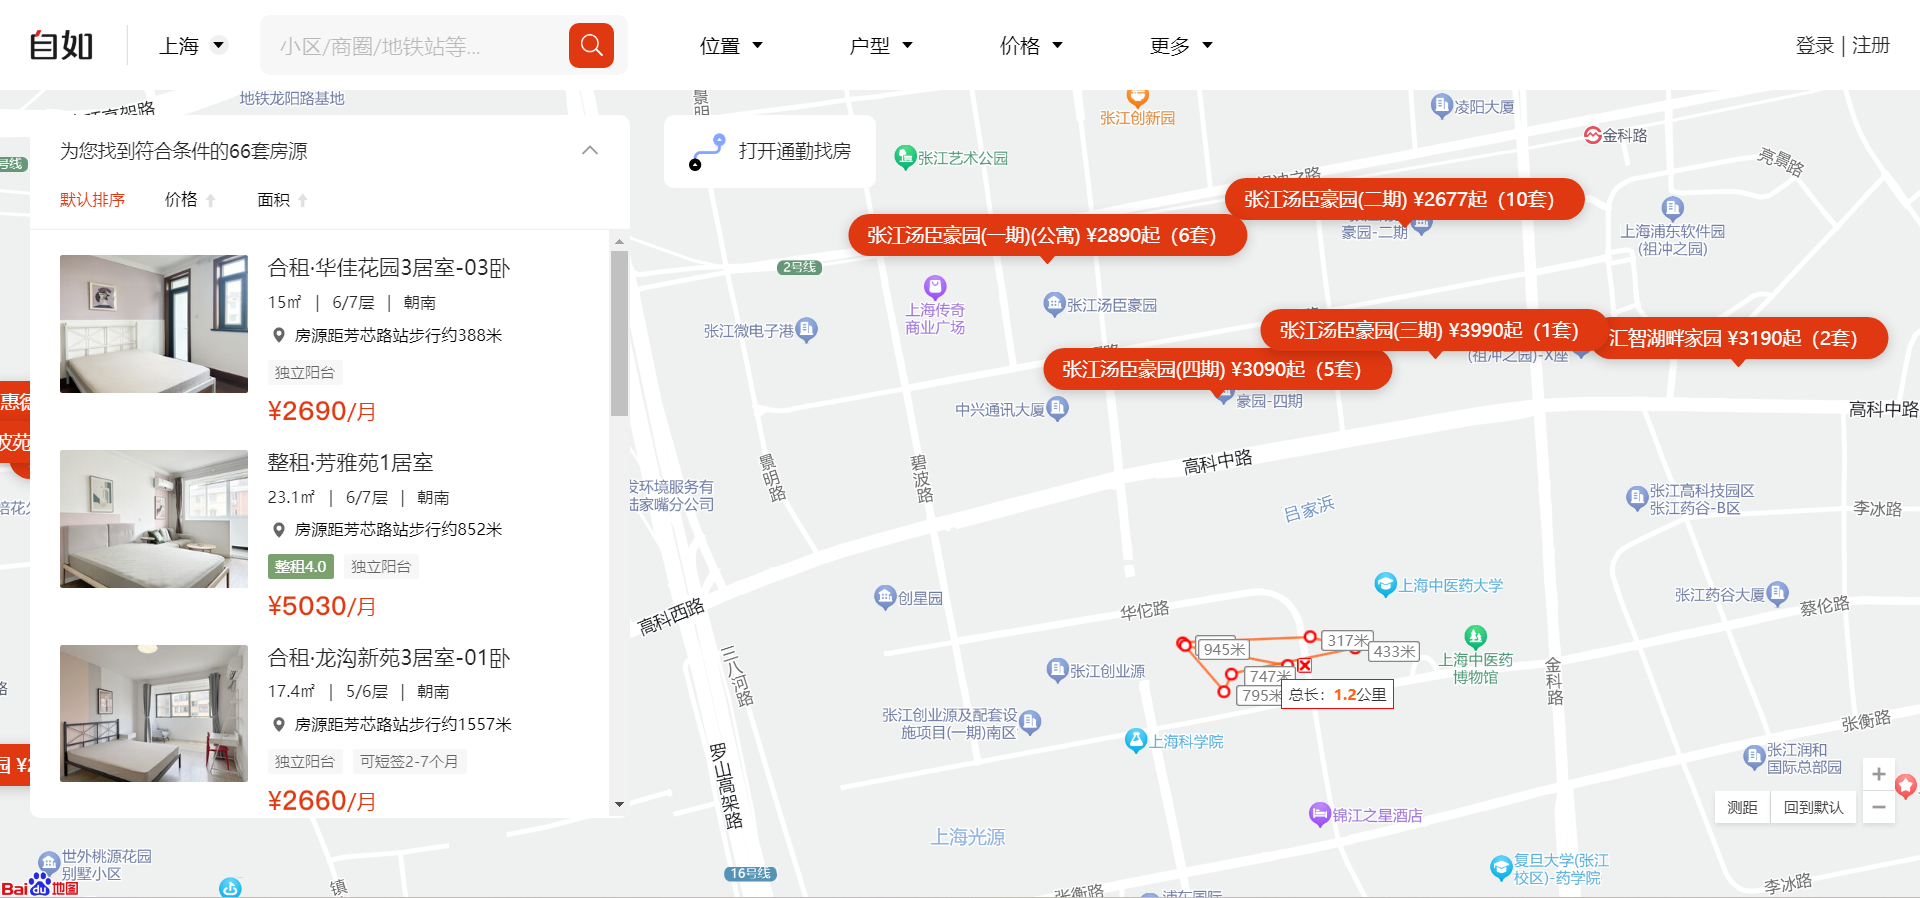 自如
上海
小区/商圈/地铁站等...
位置
户型
价格
更多
登录 | 注册
为您找到符合条件的66套房源
默认排序
价格
面积
合租·华佳花园3居室-03卧
15㎡ | 6/7层 | 朝南
房源距芳芯路站步行约388米
独立阳台
¥2690/月
整租·芳雅苑1居室
23.1㎡ | 6/7层 | 朝南
房源距芳芯路站步行约852米
整租4.0
独立阳台
¥5030/月
合租·龙沟新苑3居室-01卧
17.4㎡ | 5/6层 | 朝南
房源距芳芯路站步行约1557米
独立阳台
可短签2-7个月
¥2660/月
打开通勤找房
地铁龙阳路基地
张江创新园
凌阳大厦
金科路
亮景路
张江艺术公园
张江汤臣豪园(二期) ¥2677起（10套）
豪园-二期
上海浦东软件园
(祖冲之园)
张江汤臣豪园(一期)(公寓) ¥2890起（6套）
2号线
上海传奇
商业广场
张江汤臣豪园
张江微电子港
张江汤臣豪园(三期) ¥3990起（1套）
汇智湖畔家园 ¥3190起（2套）
(祖冲之园)-X座
张江汤臣豪园(四期) ¥3090起（5套）
豪园-四期
中兴通讯大厦
高科中路
高科中路
景明路
碧波路
发环境服务有
陆家嘴分公司
吕家浜
张江高科技园区
张江药谷-B区
李冰路
上海中医药大学
张江药谷大厦
蔡伦路
创星园
华佗路
高科西路
三八河路
945米
317米
433米
747米
795米
总长：1.2公里
上海中医药
博物馆
金科路
张江创业源
张江创业源及配套设
施项目(一期)南区
上海科学院
张衡路
张江润和
国际总部园
罗山高架路
锦江之星酒店
测距
回到默认
上海光源
16号线
世外桃源花园
别墅小区
Bai du 地图
镇
张衡路
复旦大学(张江
校区)-药学院
李冰路